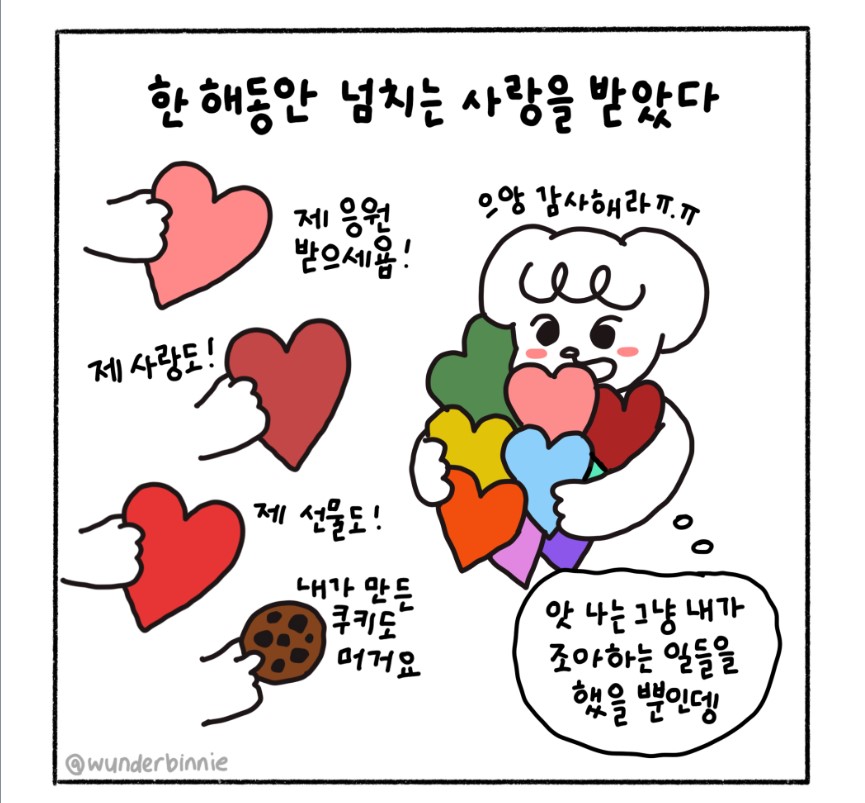 한 해동안 넘치는 사랑을 받았다
제 응원
받으세욥!
으앙 감사해라ㅠ.ㅠ
제 사랑도!
제 선물도!
내가 만든
쿠키도
머거요
앗 나는 그냥 내가
조아하는 일들을
했을 뿐인뎅!
@wunderbinnie